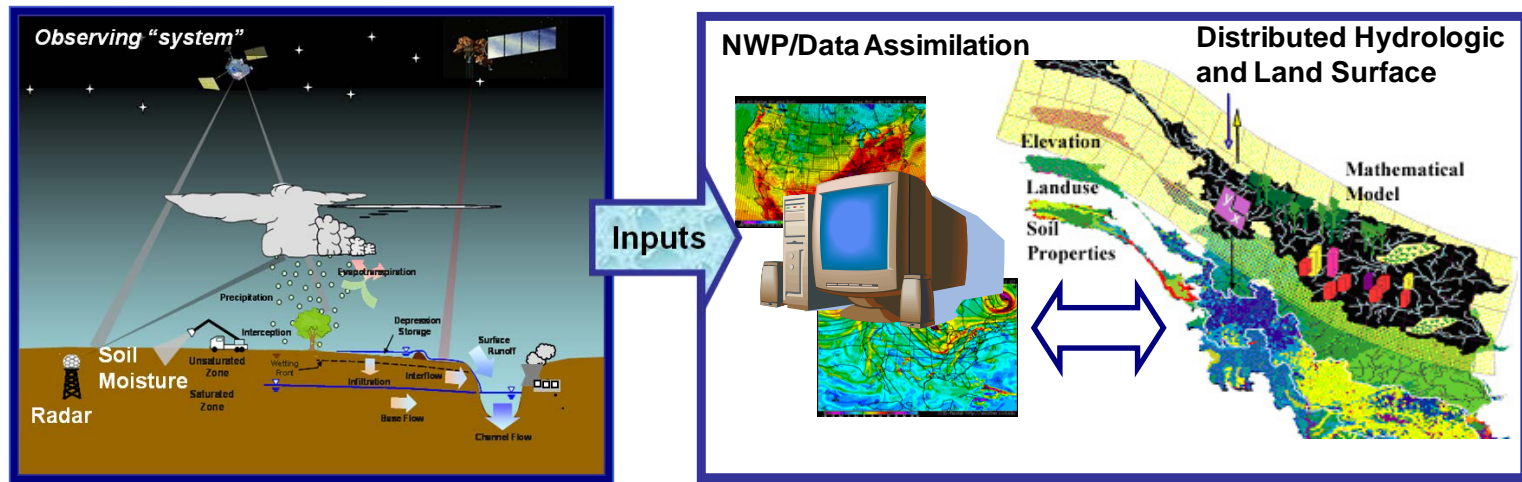 Observing “system”
Evapotranspiration
Precipitation
Interception
Depression
Storage
Surface
Runoff
Soil
Moisture
Unsaturated
Zone
Wetting
Front
Infiltration
Interflow
Saturated
Zone
Radar
Base Flow
Channel Flow
Inputs
NWP/Data Assimilation
Distributed Hydrologic
and Land Surface
Elevation
Landuse
Soil
Properties
Mathematical
Model
y
x